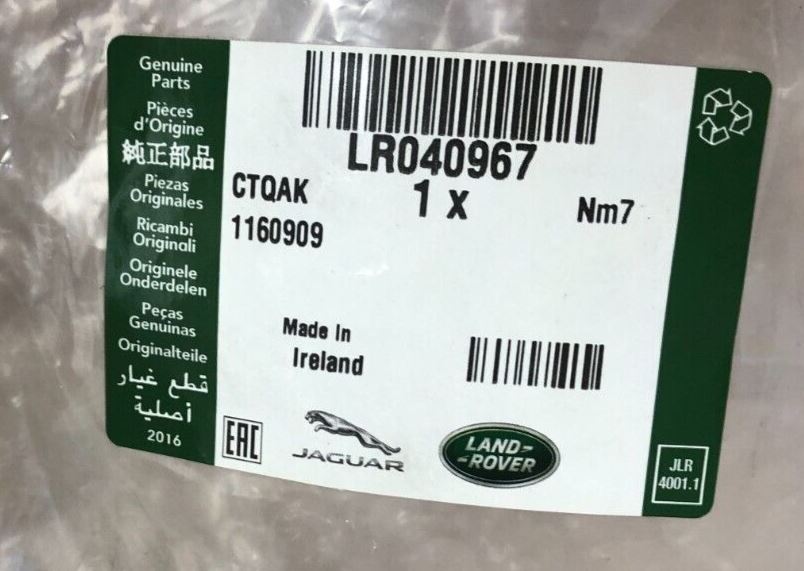 Genuine
Parts
Pièces
d'Origine
純正部品
Piezas
Originales
Ricambi
Originali
Originele
Onderdelen
Peças
Genuinas
Originalteile
قطع غيار
أصلية
2016
LR040967
CTQAK
1 x
Nm7
1160909
Made In
Ireland
EAC
JAGUAR
LAND-
-ROVER
JLR
4001.1